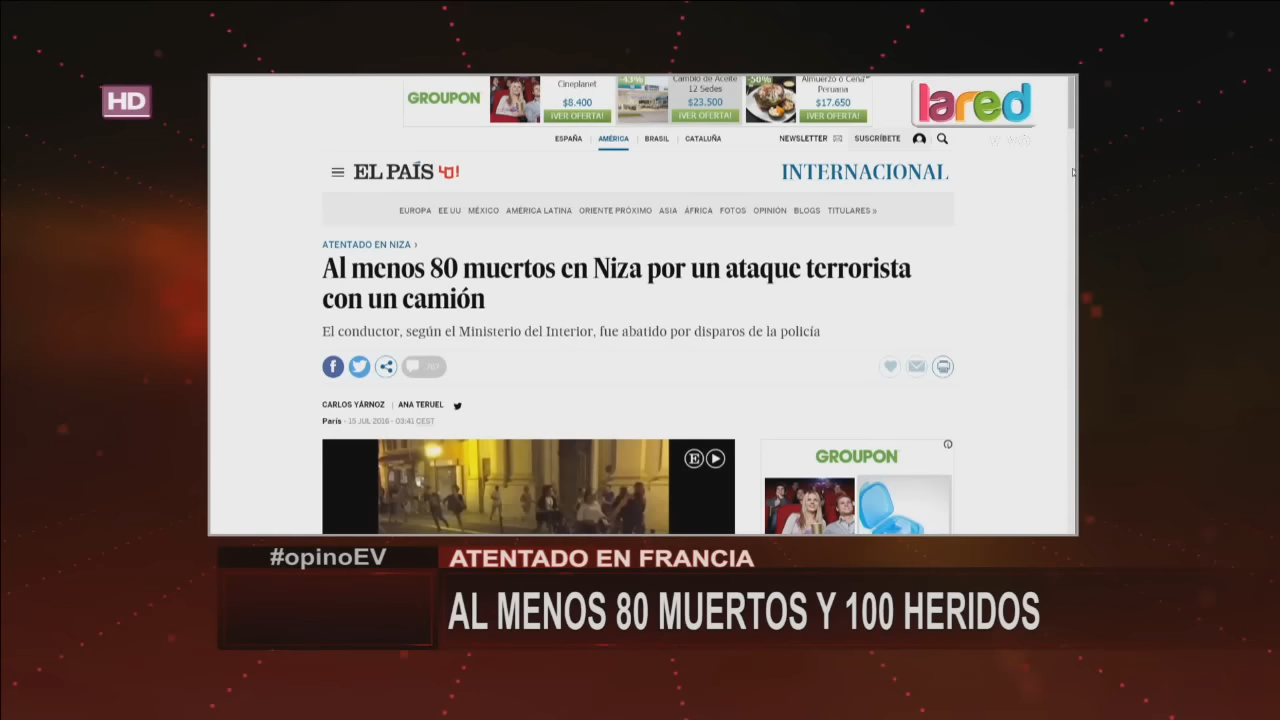 HD
GROUPON
Cineplanet
$8.400
¡VER OFERTA!
-43%
Cambio de Aceite
12 Sedes
$23.500
¡VER OFERTA!
-50%
Almuerzo o Cena
Peruana
$17.650
¡VER OFERTA!
lared
ESPAÑA AMÉRICA BRASIL CATALUÑA
NEWSLETTER SUSCRÍBETE
EL PAÍS 40!
INTERNACIONAL
EUROPA EE UU MÉXICO AMÉRICA LATINA ORIENTE PRÓXIMO ASIA ÁFRICA FOTOS OPINIÓN BLOGS TITULARES »
ATENTADO EN NIZA ›
Al menos 80 muertos en Niza por un ataque terrorista
con un camión
El conductor, según el Ministerio del Interior, fue abatido por disparos de la policía
CARLOS YÁRNOZ | ANA TERUEL
París - 15 JUL 2016 - 03:41 CEST
GROUPON
#opinoEV
ATENTADO EN FRANCIA
AL MENOS 80 MUERTOS Y 100 HERIDOS